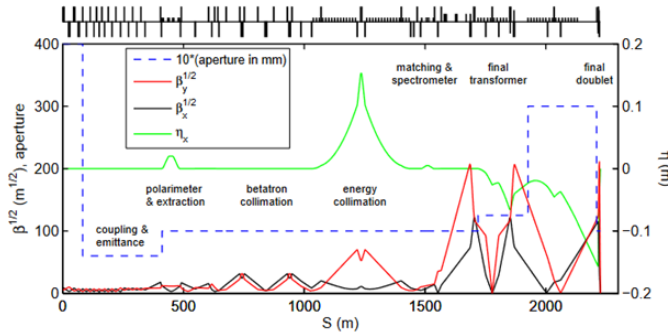 400
300
200
100
0
β^1/2 (m^1/2), aperture
10*(aperture in mm)
β_y^1/2
β_x^1/2
η_x
matching &
spectrometer
final
transformer
final
doublet
polarimeter
& extraction
betatron
collimation
energy
collimation
coupling &
emittance
0.2
0.1
0
-0.1
-0.2
η (m)
0
500
1000
1500
2000
S (m)